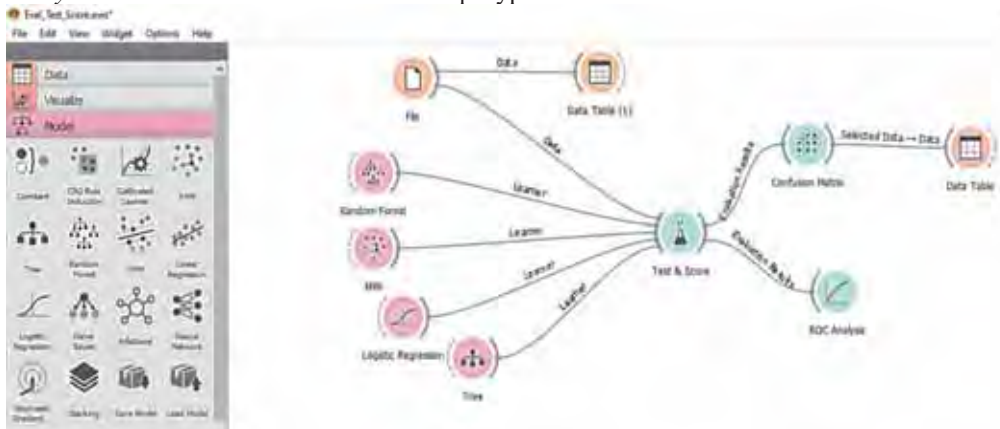 Eval_Test_Score.ows*
File Edit View Widget Options Help
Data
Visualize
Model
Constant
CN2 Rule Induction
Calibrated Learner
kNN
Tree
Random Forest
SVM
Linear Regression
Logistic Regression
Naive Bayes
AdaBoost
Neural Network
Stochastic Gradient...
Stacking
Save Model
Load Model
File
Data
Data Table (1)
Data
Random Forest
Learner
kNN
Learner
Logistic Regression
Learner
Tree
Learner
Test & Score
Evaluation Results
Confusion Matrix
Selected Data → Data
Data Table
Evaluation Results
ROC Analysis